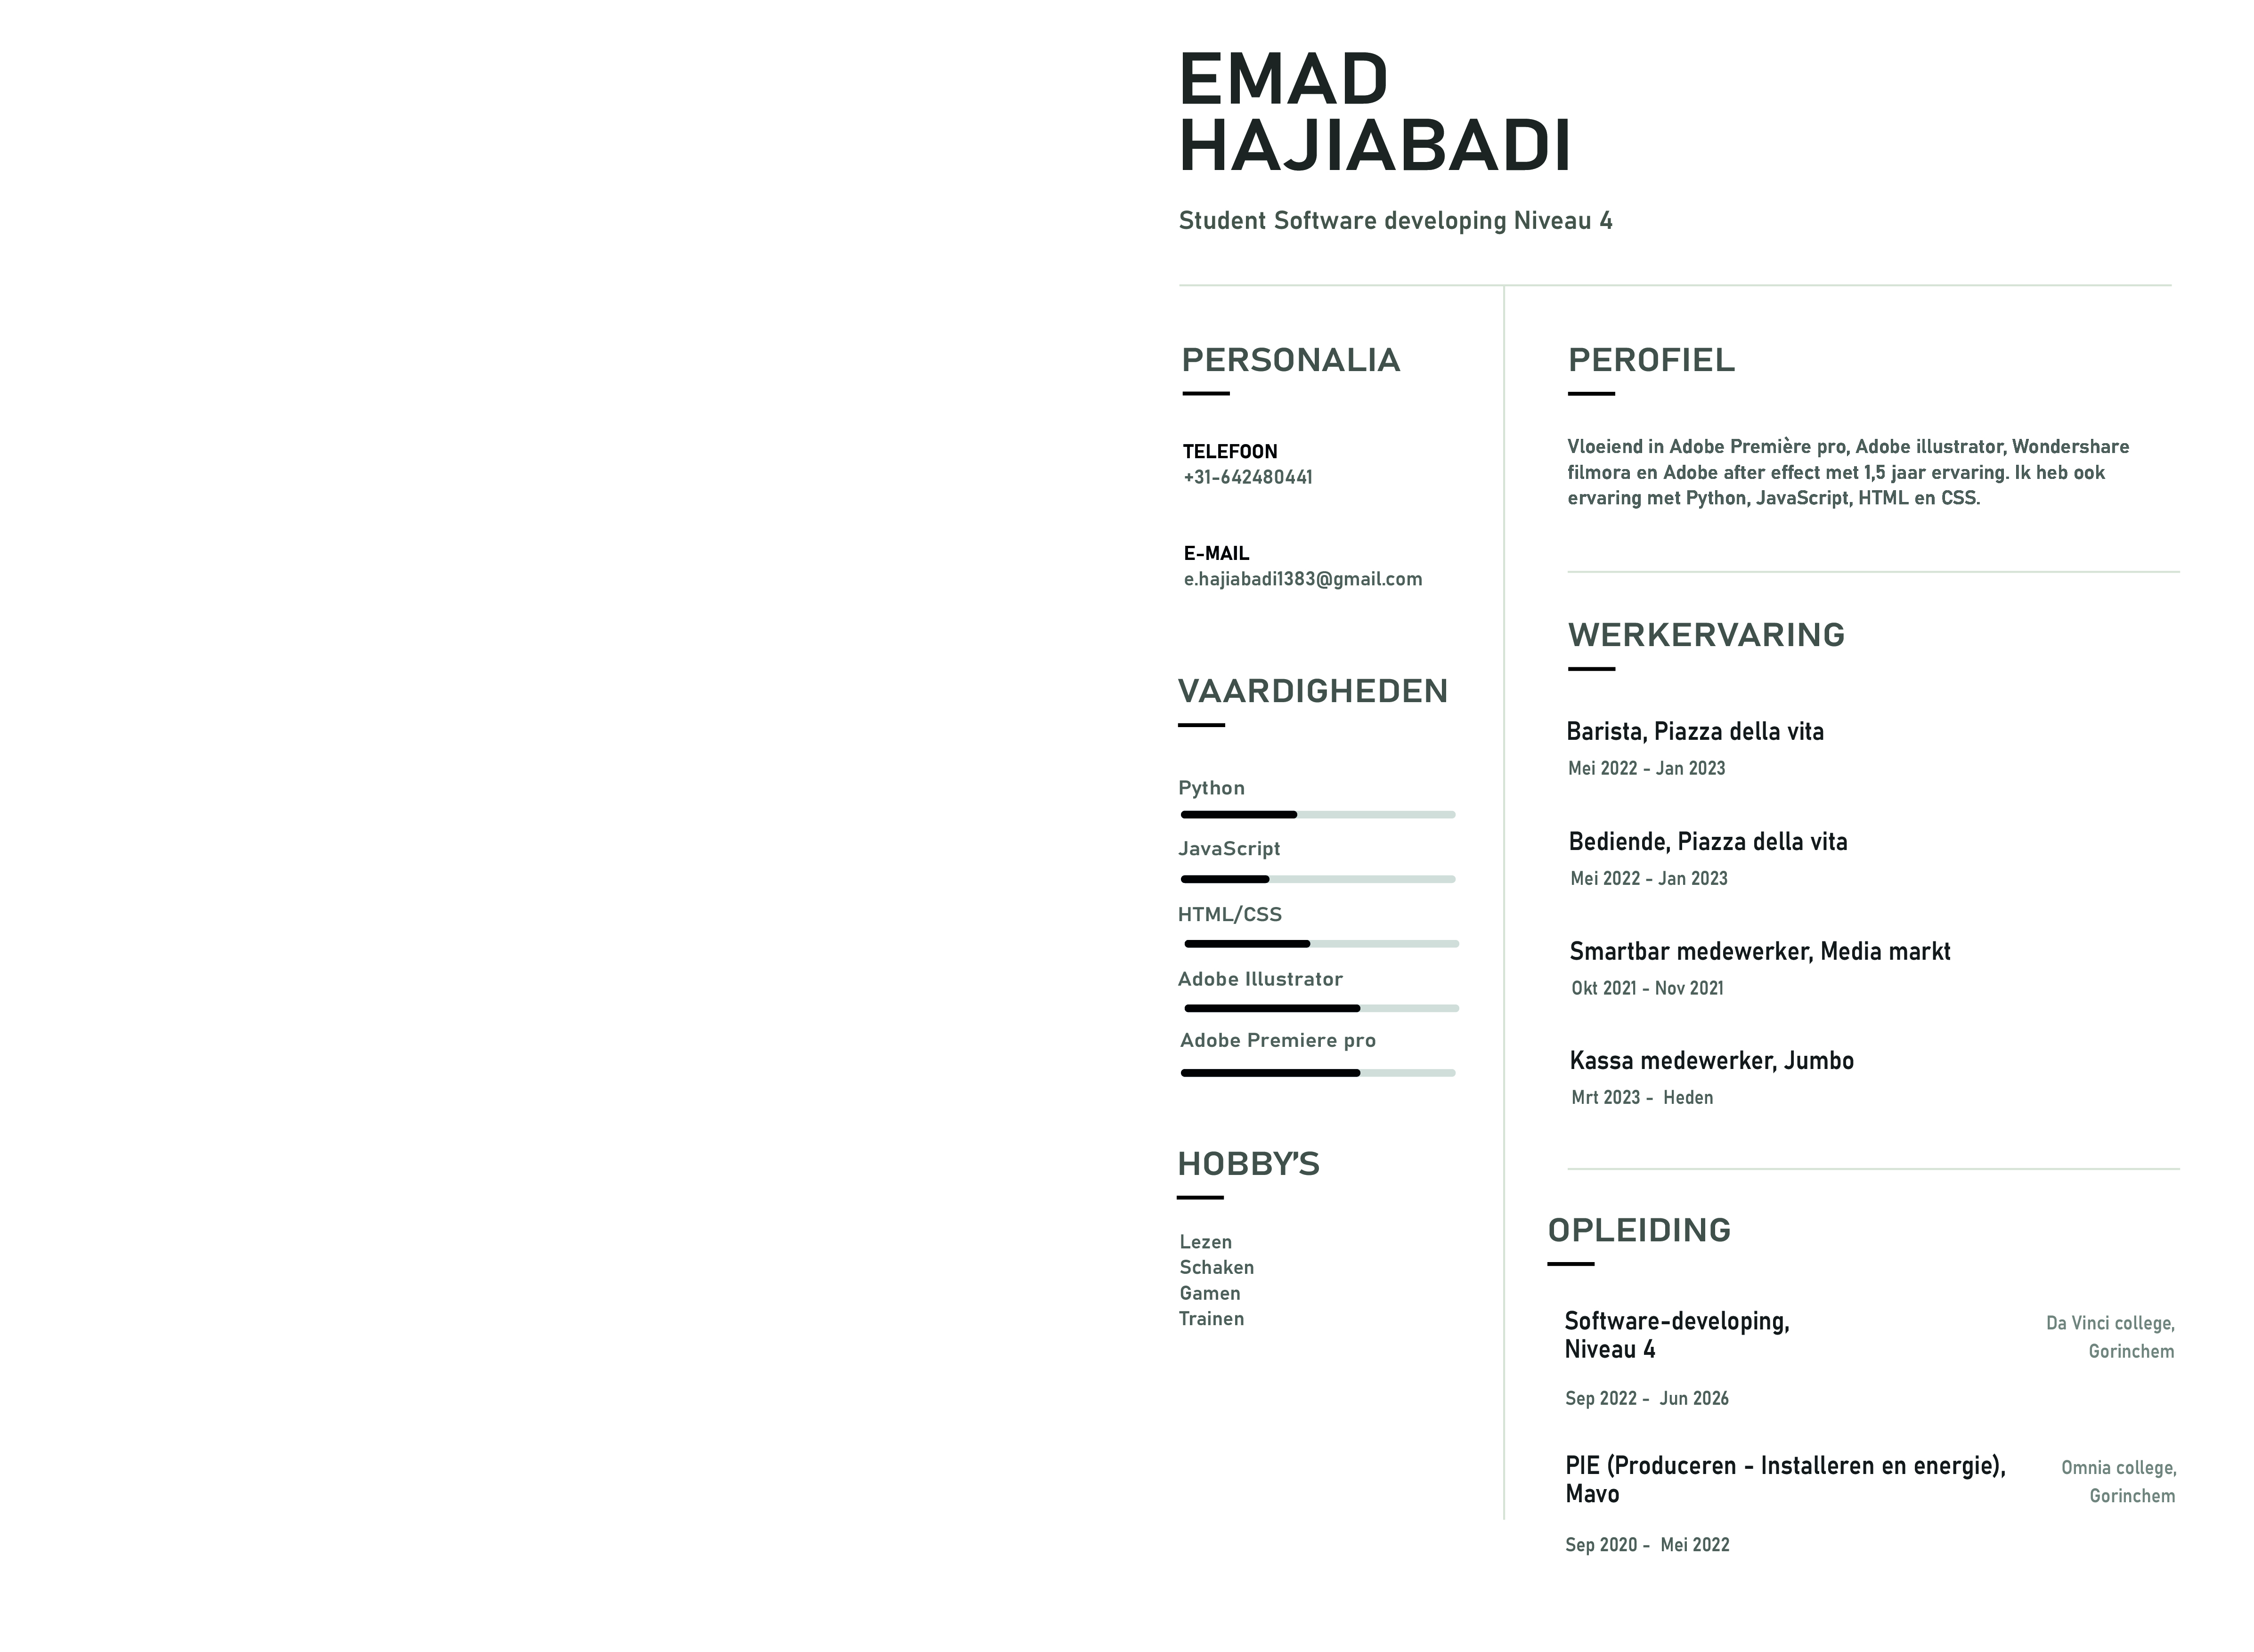 EMAD
HAJIABADI
Student Software developing Niveau 4
PERSONALIA
TELEFOON
+31-642480441
E-MAIL
e.hajiabadi1383@gmail.com
VAARDIGHEDEN
Python
JavaScript
HTML/CSS
Adobe Illustrator
Adobe Premiere pro
HOBBY'S
Lezen
Schaken
Gamen
Trainen
PEROFIEL
Vloeiend in Adobe Première pro, Adobe illustrator, Wondershare
filmora en Adobe after effect met 1,5 jaar ervaring. Ik heb ook
ervaring met Python, JavaScript, HTML en CSS.
WERKERVARING
Barista, Piazza della vita
Mei 2022 - Jan 2023
Bediende, Piazza della vita
Mei 2022 - Jan 2023
Smartbar medewerker, Media markt
Okt 2021 - Nov 2021
Kassa medewerker, Jumbo
Mrt 2023 - Heden
OPLEIDING
Software-developing,
Niveau 4
Da Vinci college,
Gorinchem
Sep 2022 - Jun 2026
PIE (Produceren - Installeren en energie),
Mavo
Omnia college,
Gorinchem
Sep 2020 - Mei 2022